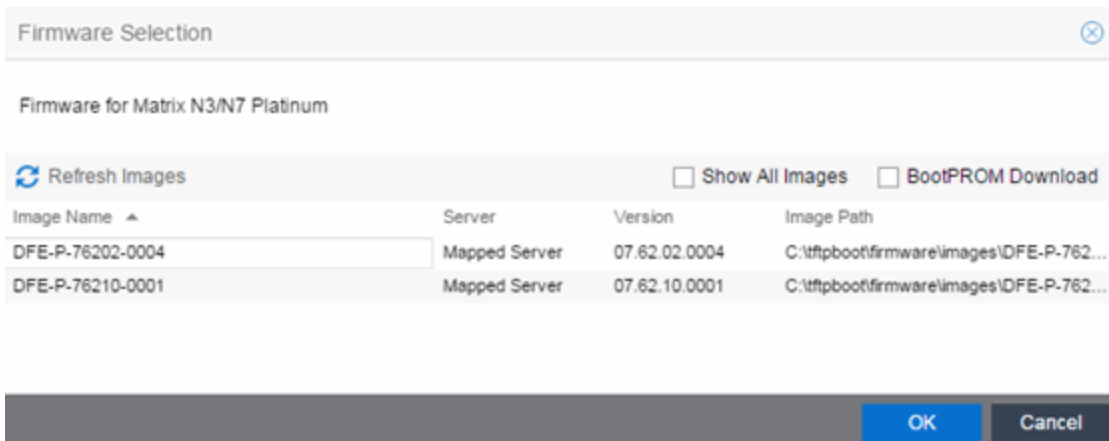 Firmware Selection
Firmware for Matrix N3/N7 Platinum
Refresh Images Show All Images BootPROM Download
Image Name Server Version Image Path
DFE-P-76202-0004 Mapped Server 07.62.02.0004 C:\tftpboot\firmware\images\DFE-P-762...
DFE-P-76210-0001 Mapped Server 07.62.10.0001 C:\tftpboot\firmware\images\DFE-P-762...
OK Cancel